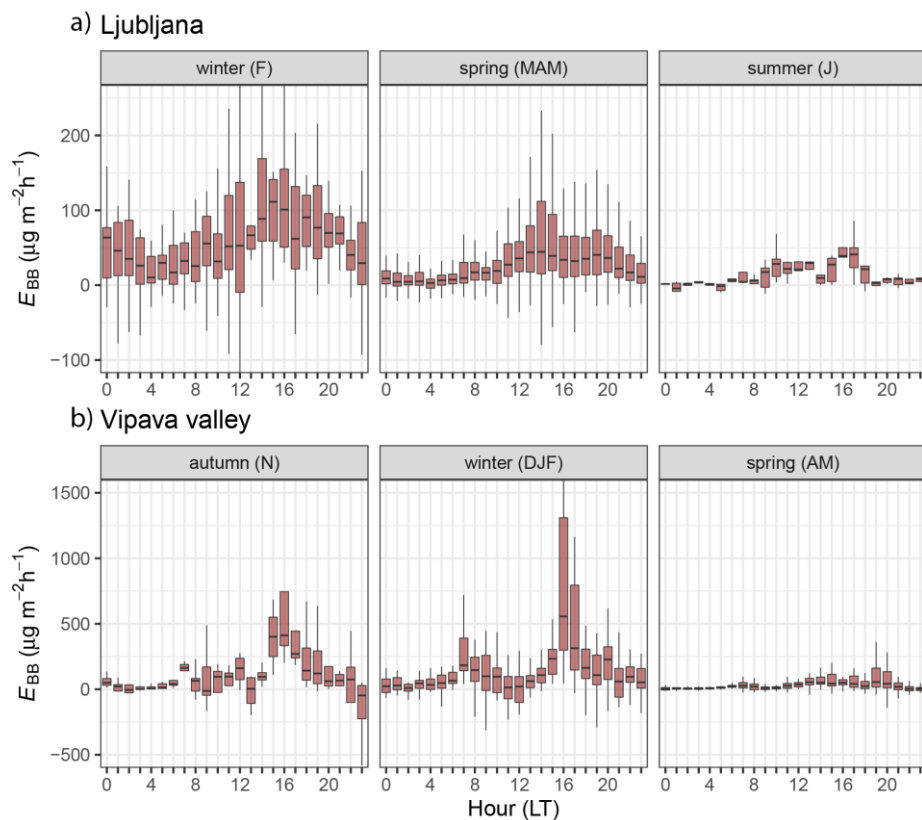 a) Ljubljana
winter (F) spring (MAM) summer (J)
E_BB (µg m⁻²h⁻¹)
200
100
0
−100
0 4 8 12 16 20 0 4 8 12 16 20 0 4 8 12 16 20
b) Vipava valley
autumn (N) winter (DJF) spring (AM)
E_BB (µg m⁻²h⁻¹)
1500
1000
500
0
−500
0 4 8 12 16 20 0 4 8 12 16 20 0 4 8 12 16 20
Hour (LT)